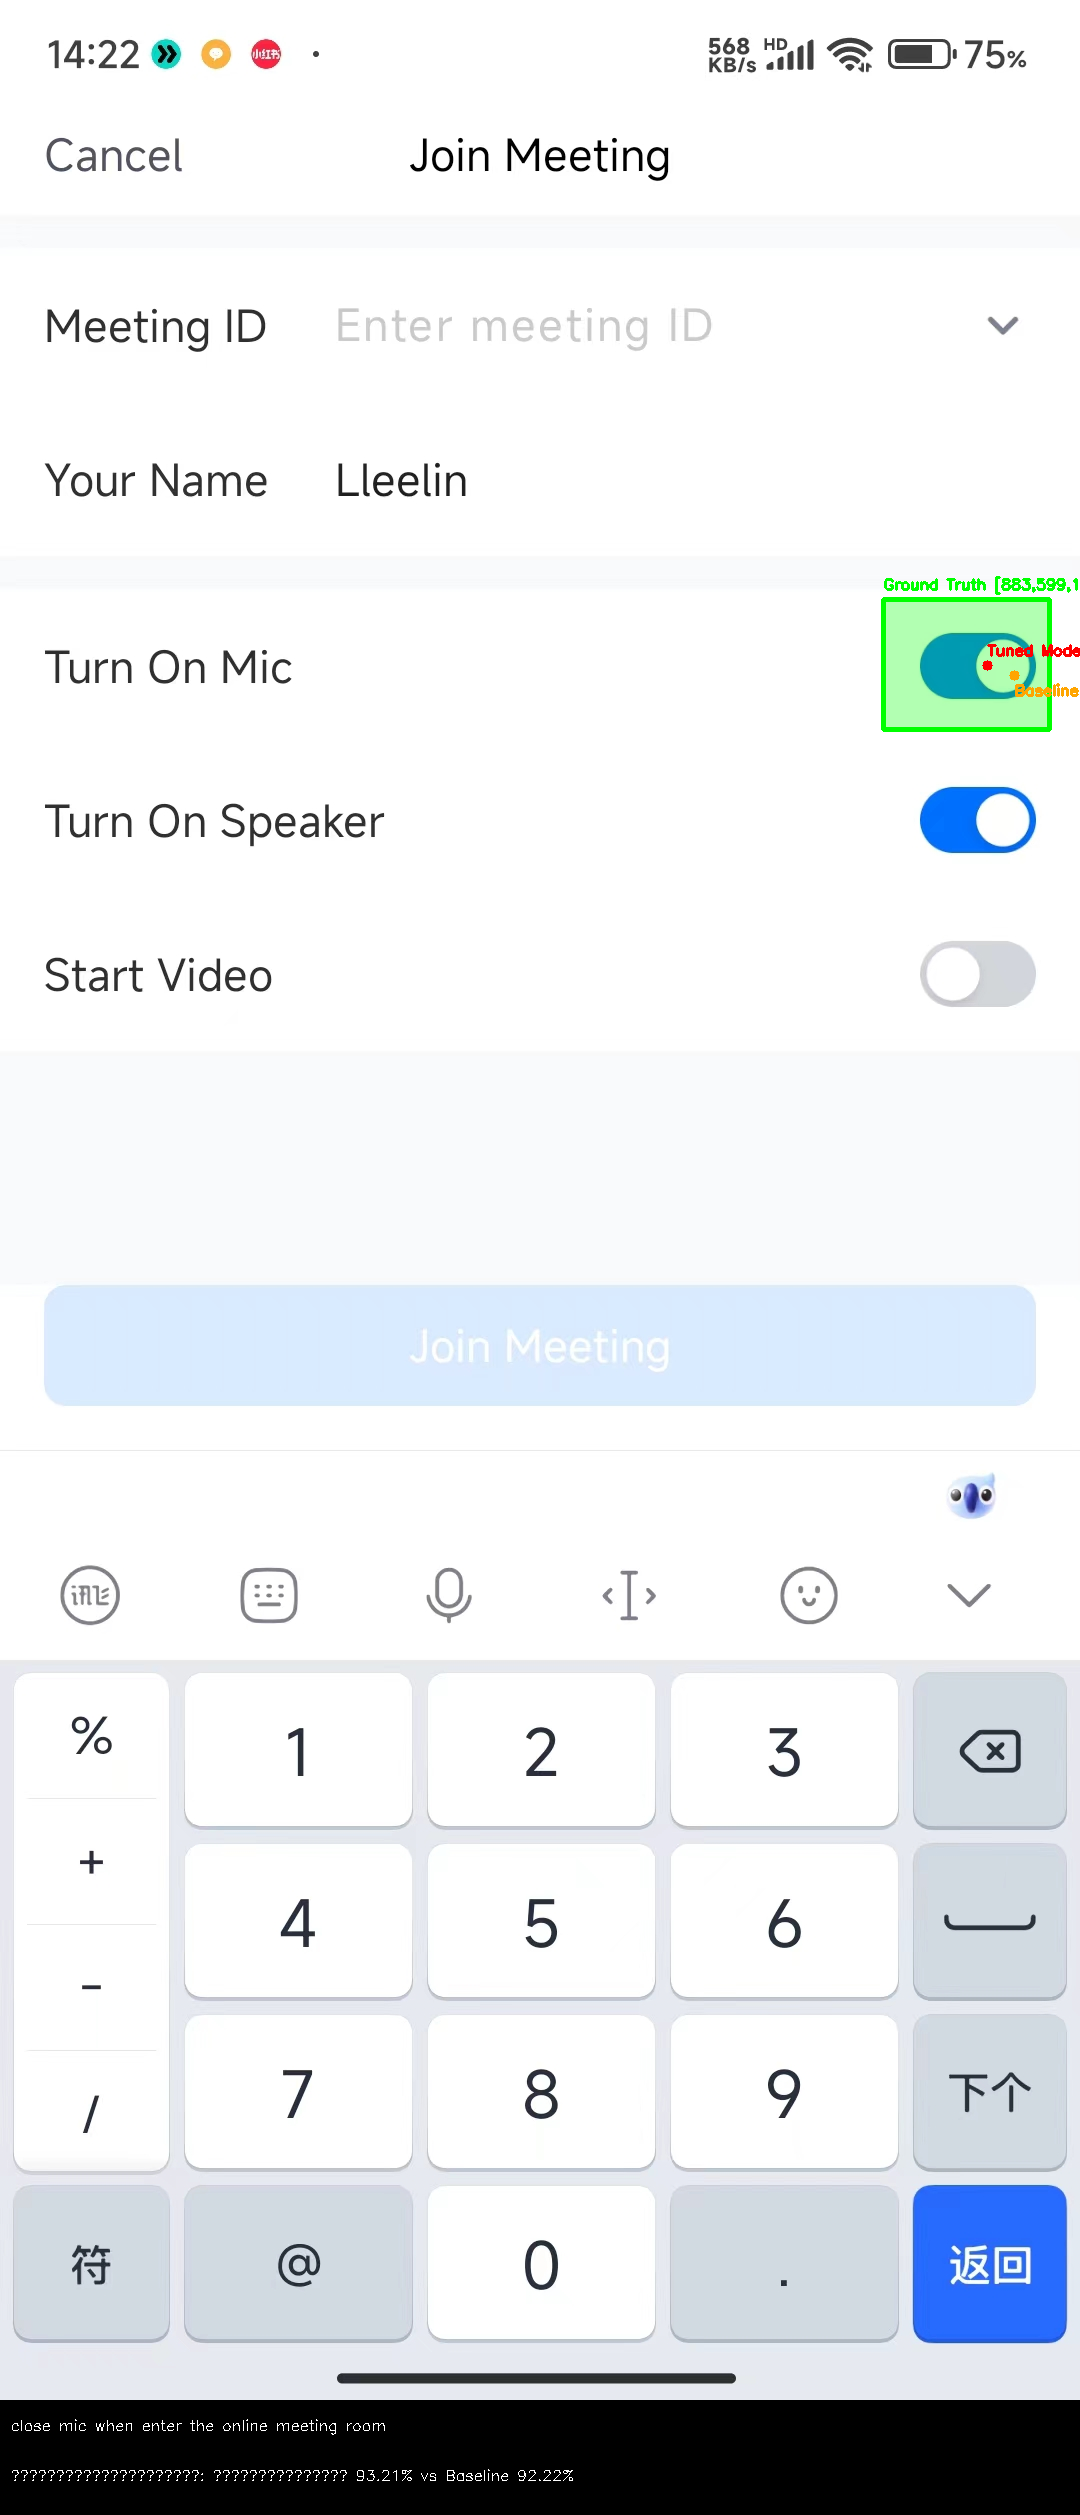 14:22
小红书
568 KB/s HD 75%
Cancel Join Meeting
Meeting ID Enter meeting ID
Your Name Lleelin
Ground Truth [883,599,1
Turn On Mic
Tuned Mode
Baseline
Turn On Speaker
Start Video
Join Meeting
% 1 2 3
+ 4 5 6
-
/ 7 8 9 下个
符 @ 0 . 返回
close mic when enter the online meeting room
?????????????????????: ??????????????? 93.21% vs Baseline 92.22%